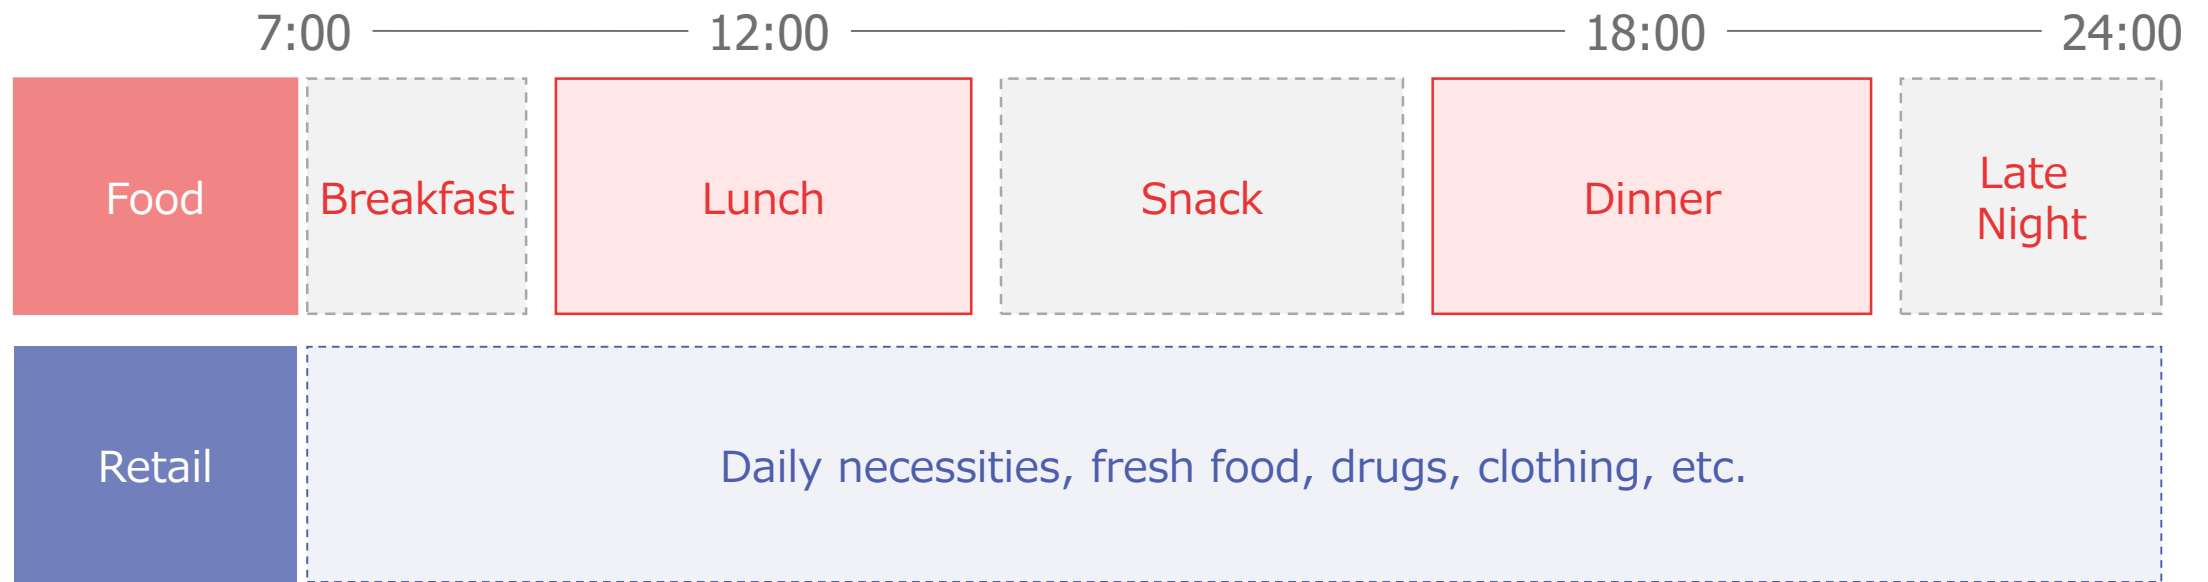 7:00 12:00 18:00 24:00
Food
Breakfast
Lunch
Snack
Dinner
Late
Night
Retail
Daily necessities, fresh food, drugs, clothing, etc.